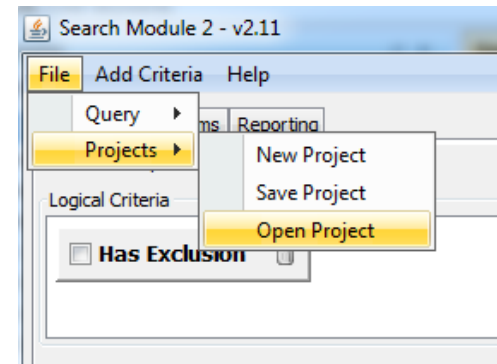 Search Module 2 - v2.11
File Add Criteria Help
Query
ms Reporting
Projects
New Project
Save Project
Logical Criteria
Open Project
Has Exclusion